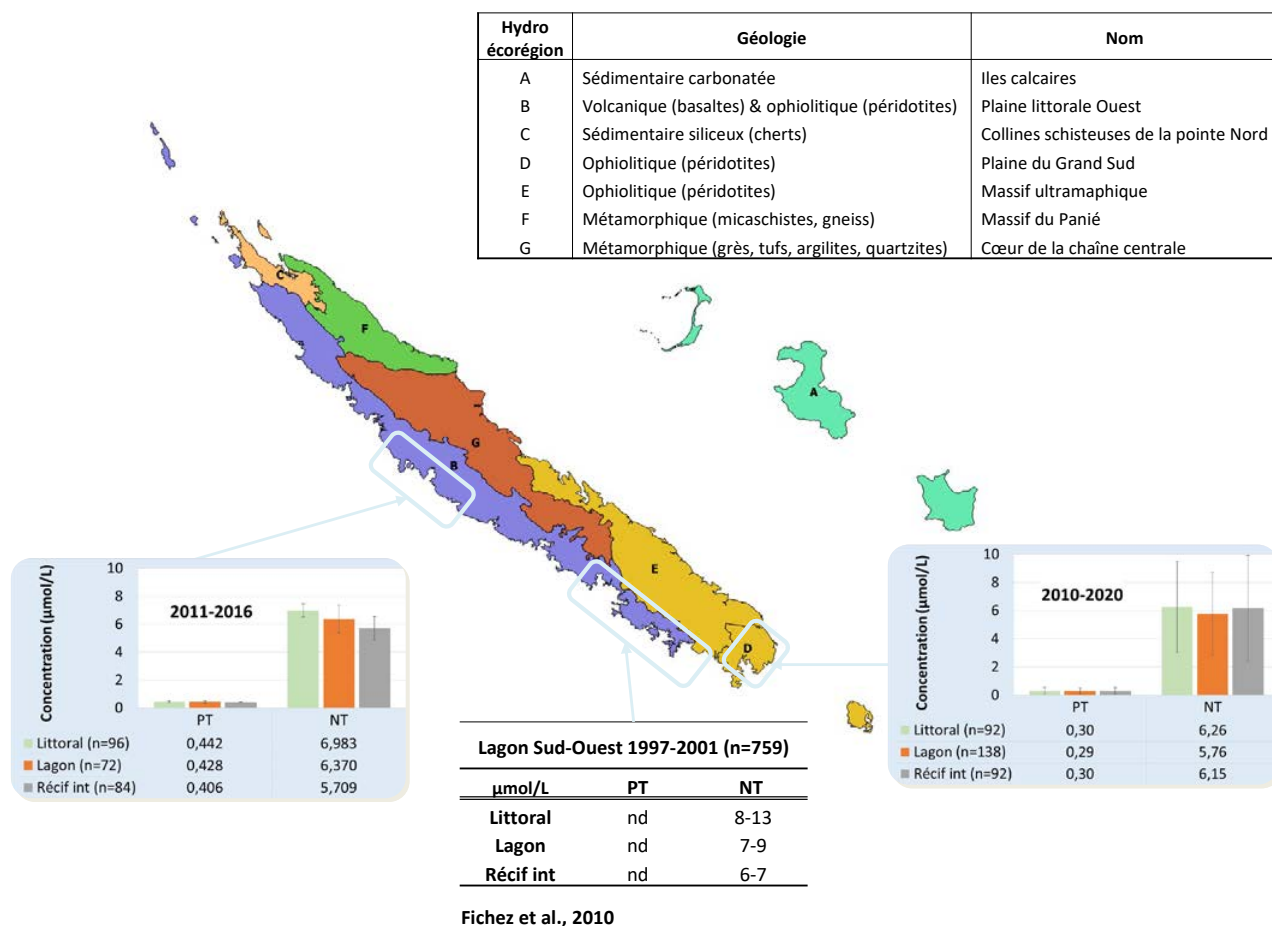 Hydro écorégion Géologie Nom
A Sédimentaire carbonatée Iles calcaires
B Volcanique (basaltes) & ophiolitique (péridotites) Plaine littorale Ouest
C Sédimentaire siliceux (cherts) Collines schisteuses de la pointe Nord
D Ophiolitique (péridotites) Plaine du Grand Sud
E Ophiolitique (péridotites) Massif ultramaphique
F Métamorphique (micaschistes, gneiss) Massif du Panié
G Métamorphique (grès, tufs, argilites, quartzites) Cœur de la chaîne centrale
C
F
A
G
B
E
D
Concentration (µmol/L)
10
8
6
4
2
0
2011-2016
PT NT
Littoral (n=96) 0,442 6,983
Lagon (n=72) 0,428 6,370
Récif int (n=84) 0,406 5,709
Lagon Sud-Ouest 1997-2001 (n=759)
µmol/L PT NT
Littoral nd 8-13
Lagon nd 7-9
Récif int nd 6-7
Fichez et al., 2010
Concentration (µmol/L)
10
8
6
4
2
0
2010-2020
PT NT
Littoral (n=92) 0,30 6,26
Lagon (n=138) 0,29 5,76
Récif int (n=92) 0,30 6,15